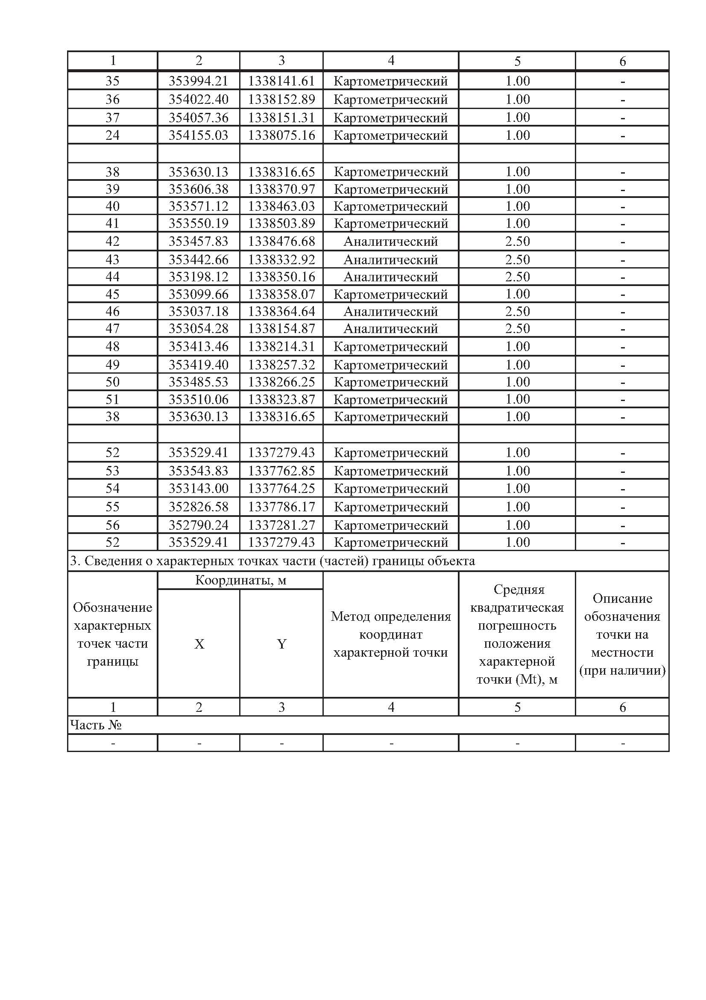 1 2 3 4 5 6
35 353994.21 1338141.61 Картометрический 1.00 -
36 354022.40 1338152.89 Картометрический 1.00 -
37 354057.36 1338151.31 Картометрический 1.00 -
24 354155.03 1338075.16 Картометрический 1.00 -
38 353630.13 1338316.65 Картометрический 1.00 -
39 353606.38 1338370.97 Картометрический 1.00 -
40 353571.12 1338463.03 Картометрический 1.00 -
41 353550.19 1338503.89 Картометрический 1.00 -
42 353457.83 1338476.68 Аналитический 2.50 -
43 353442.66 1338332.92 Аналитический 2.50 -
44 353198.12 1338350.16 Аналитический 2.50 -
45 353099.66 1338358.07 Картометрический 1.00 -
46 353037.18 1338364.64 Аналитический 2.50 -
47 353054.28 1338154.87 Аналитический 2.50 -
48 353413.46 1338214.31 Картометрический 1.00 -
49 353419.40 1338257.32 Картометрический 1.00 -
50 353485.53 1338266.25 Картометрический 1.00 -
51 353510.06 1338323.87 Картометрический 1.00 -
38 353630.13 1338316.65 Картометрический 1.00 -
52 353529.41 1337279.43 Картометрический 1.00 -
53 353543.83 1337762.85 Картометрический 1.00 -
54 353143.00 1337764.25 Картометрический 1.00 -
55 352826.58 1337786.17 Картометрический 1.00 -
56 352790.24 1337281.27 Картометрический 1.00 -
52 353529.41 1337279.43 Картометрический 1.00 -
3. Сведения о характерных точках части (частей) границы объекта
Обозначение
характерных
точек части
границы
Координаты, м
X
Y
Метод определения
координат
характерной точки
Средняя
квадратическая
погрешность
положения
характерной
точки (Mt), м
Описание
обозначения
точки на
местности
(при наличии)
1 2 3 4 5 6
Часть №
- - - - - -